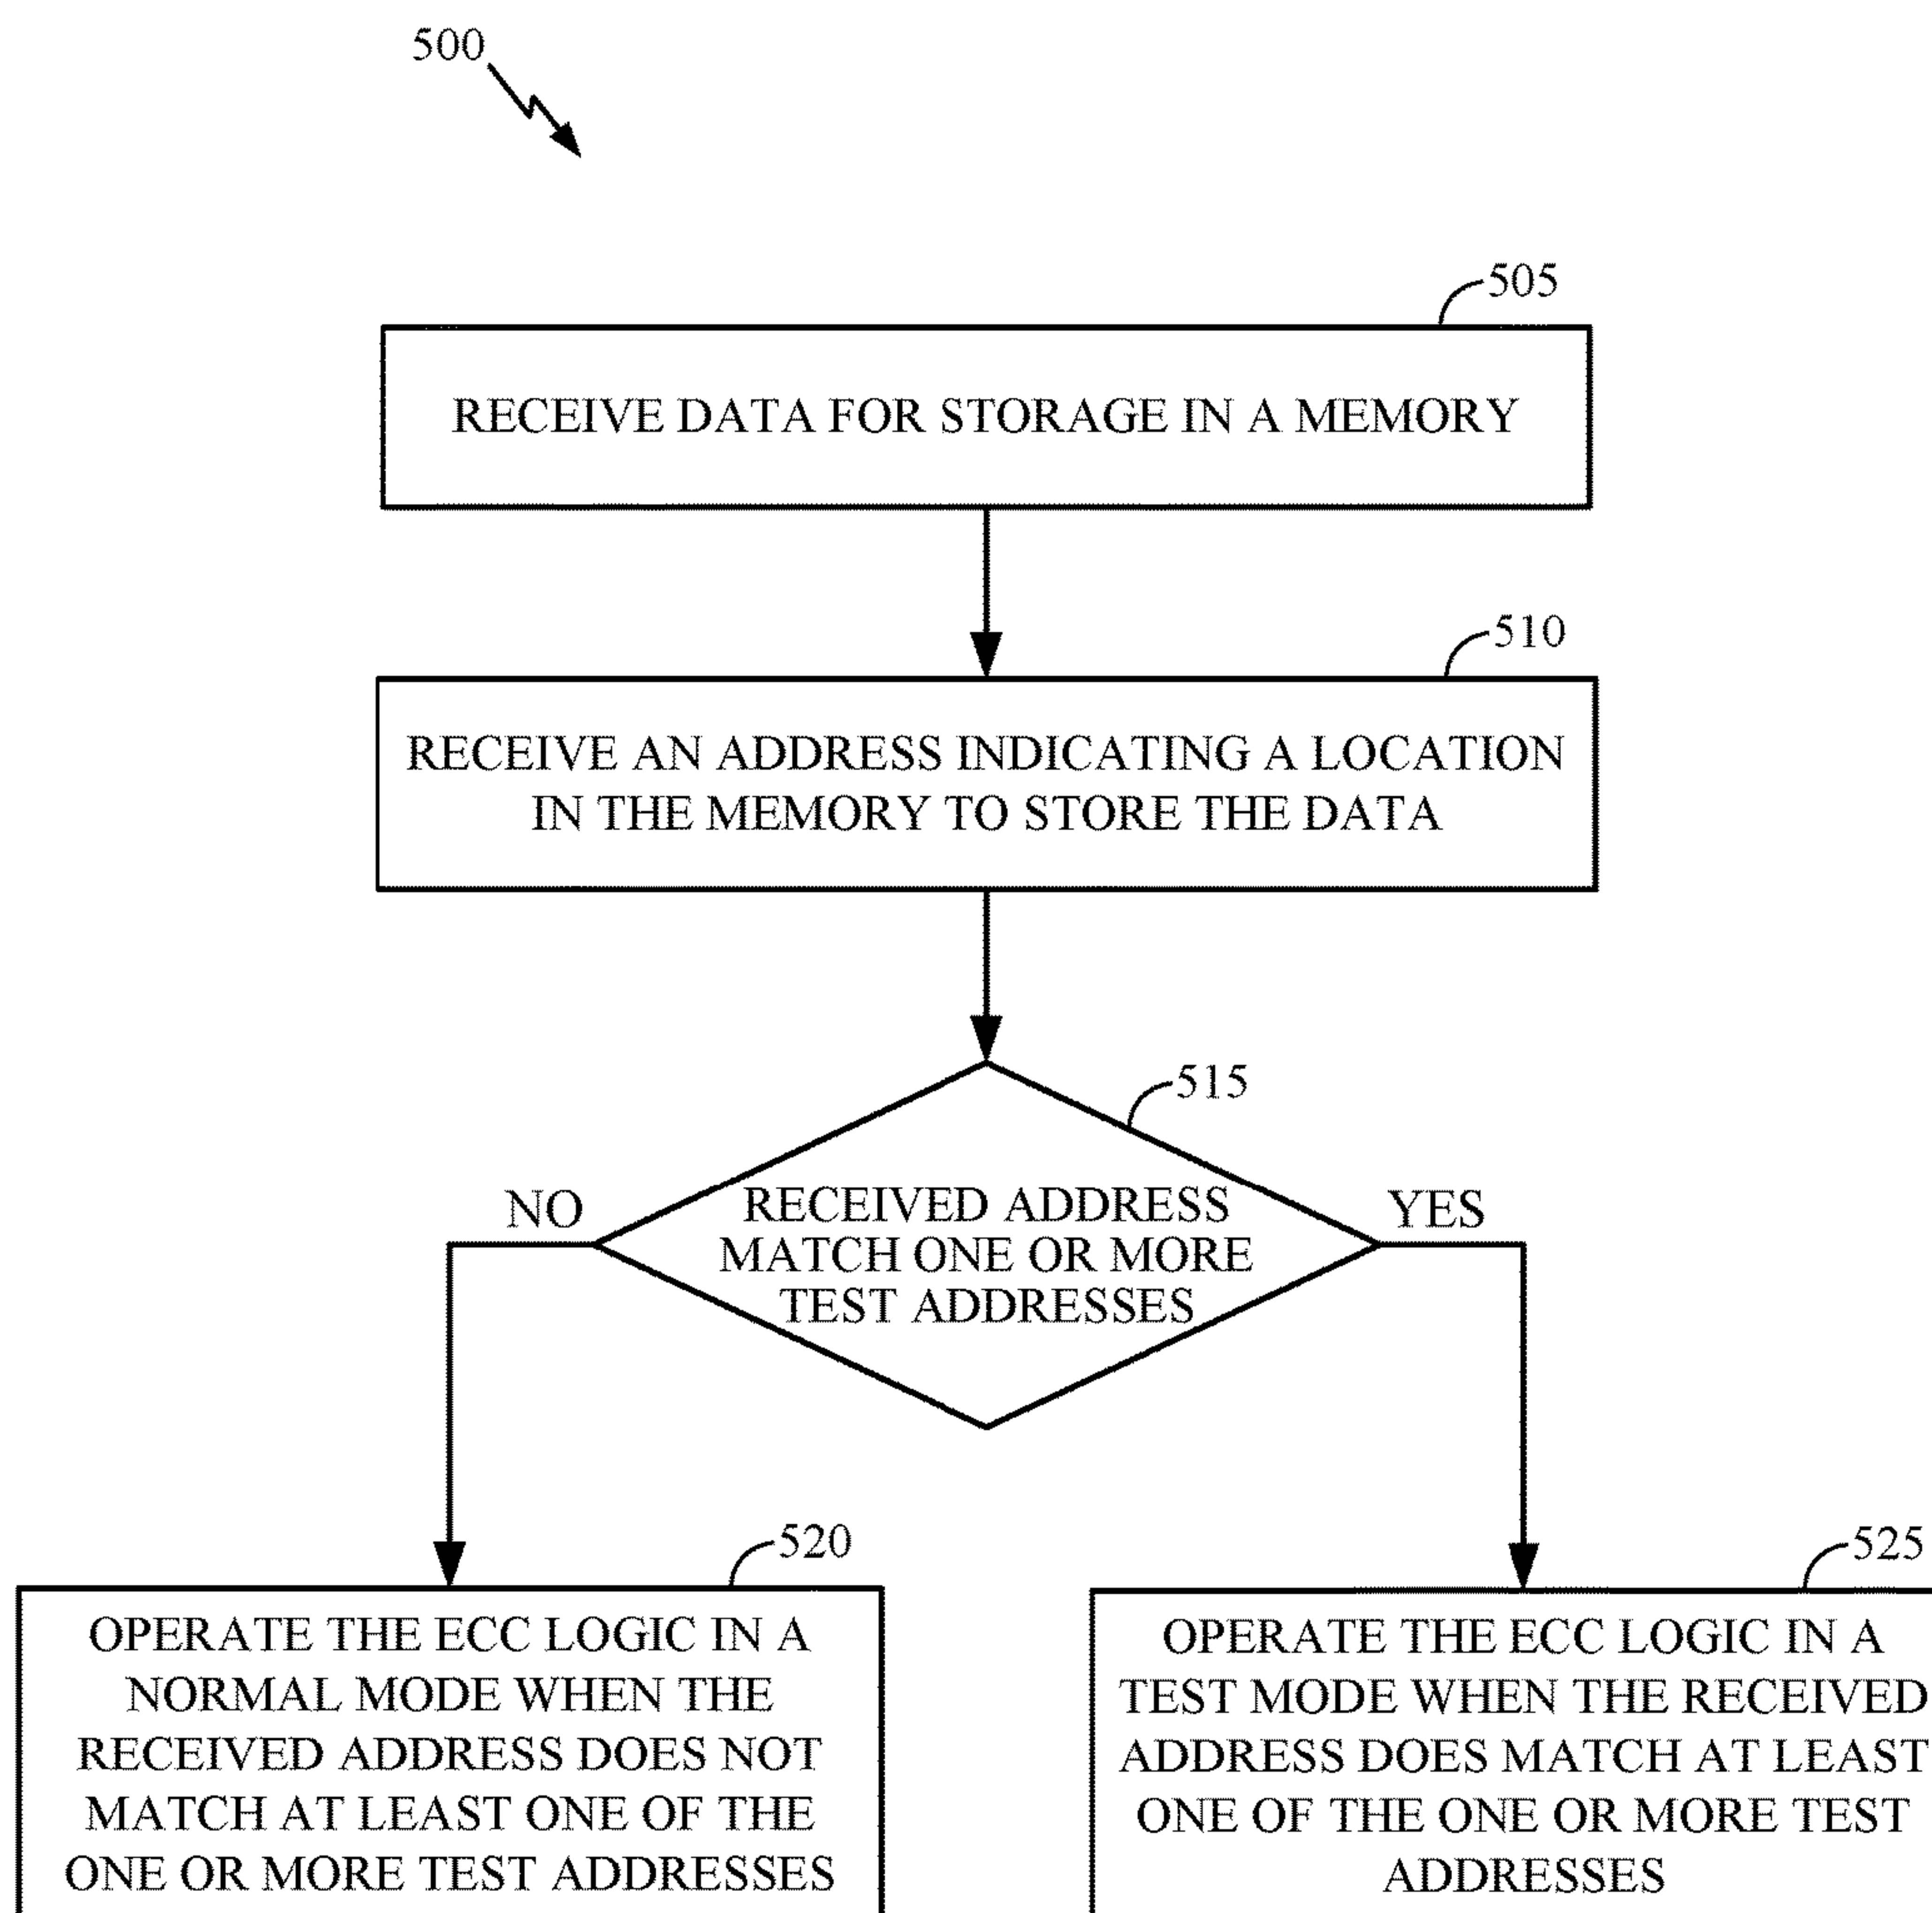 500
505
RECEIVE DATA FOR STORAGE IN A MEMORY
510
RECEIVE AN ADDRESS INDICATING A LOCATION
IN THE MEMORY TO STORE THE DATA
515
NO
RECEIVED ADDRESS
MATCH ONE OR MORE
TEST ADDRESSES
YES
520
OPERATE THE ECC LOGIC IN A
NORMAL MODE WHEN THE
RECEIVED ADDRESS DOES NOT
MATCH AT LEAST ONE OF THE
ONE OR MORE TEST ADDRESSES
525
OPERATE THE ECC LOGIC IN A
TEST MODE WHEN THE RECEIVED
ADDRESS DOES MATCH AT LEAST
ONE OF THE ONE OR MORE TEST
ADDRESSES